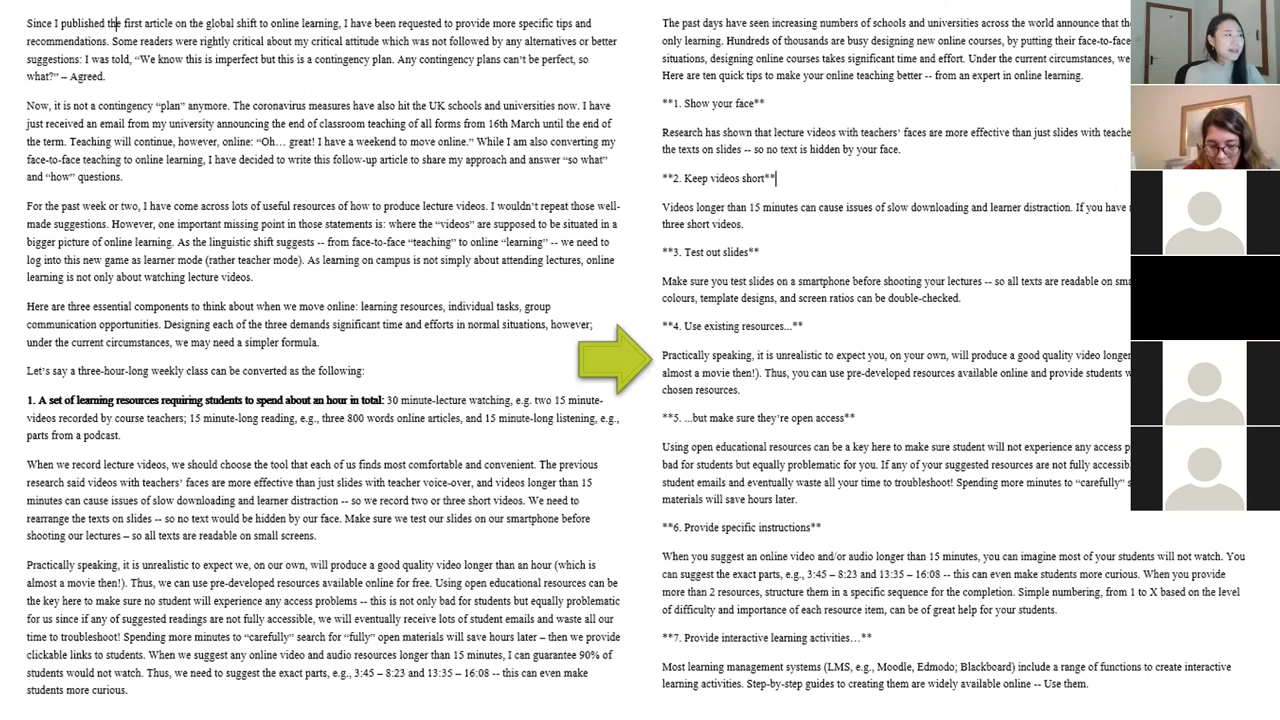 Since I published the first article on the global shift to online learning, I have been requested to provide more specific tips and
recommendations. Some readers were rightly critical about my critical attitude which was not followed by any alternatives or better
suggestions: I was told, “We know this is imperfect but this is a contingency plan. Any contingency plans can’t be perfect, so
what?” – Agreed.
Now, it is not a contingency “plan” anymore. The coronavirus measures have also hit the UK schools and universities now. I have
just received an email from my university announcing the end of classroom teaching of all forms from 16th March until the end of
the term. Teaching will continue, however, online: “Oh… great! I have a weekend to move online.” While I am also converting my
face-to-face teaching to online learning, I have decided to write this follow-up article to share my approach and answer “so what”
and “how” questions.
For the past week or two, I have come across lots of useful resources of how to produce lecture videos. I wouldn’t repeat those well-
made suggestions. However, one important missing point in those statements is: where the “videos” are supposed to be situated in a
bigger picture of online learning. As the linguistic shift suggests -- from face-to-face “teaching” to online “learning” -- we need to
log into this new game as learner mode (rather teacher mode). As learning on campus is not simply about attending lectures, online
learning is not only about watching lecture videos.
Here are three essential components to think about when we move online: learning resources, individual tasks, group
communication opportunities. Designing each of the three demands significant time and efforts in normal situations, however;
under the current circumstances, we may need a simpler formula.
Let’s say a three-hour-long weekly class can be converted as the following:
1. A set of learning resources requiring students to spend about an hour in total: 30 minute-lecture watching, e.g. two 15 minute-
videos recorded by course teachers; 15 minute-long reading, e.g., three 800 words online articles, and 15 minute-long listening, e.g.,
parts from a podcast.
When we record lecture videos, we should choose the tool that each of us finds most comfortable and convenient. The previous
research said videos with teachers’ faces are more effective than just slides with teacher voice-over, and videos longer than 15
minutes can cause issues of slow downloading and learner distraction -- so we record two or three short videos. We need to
rearrange the texts on slides -- so no text would be hidden by our face. Make sure we test our slides on our smartphone before
shooting our lectures – so all texts are readable on small screens.
Practically speaking, it is unrealistic to expect we, on our own, will produce a good quality video longer than an hour (which is
almost a movie then!). Thus, we can use pre-developed resources available online for free. Using open educational resources can be
the key here to make sure no student will experience any access problems -- this is not only bad for students but equally problematic
for us since if any of suggested readings are not fully accessible, we will eventually receive lots of student emails and waste all our
time to troubleshoot! Spending more minutes to “carefully” search for “fully” open materials will save hours later – then we provide
clickable links to students. When we suggest any online video and audio resources longer than 15 minutes, I can guarantee 90% of
students would not watch. Thus, we need to suggest the exact parts, e.g., 3:45 – 8:23 and 13:35 – 16:08 -- this can even make
students more curious.
The past days have seen increasing numbers of schools and universities across the world announce that
only learning. Hundreds of thousands are busy designing new online courses, by putting their face-to-face
situations, designing online courses takes significant time and effort. Under the current circumstances, we
Here are ten quick tips to make your online teaching better -- from an expert in online learning.
**1. Show your face**
Research has shown that lecture videos with teachers’ faces are more effective than just slides with
the texts on slides -- so no text is hidden by your face.
**2. Keep videos short**
Videos longer than 15 minutes can cause issues of slow downloading and learner distraction. If you have
three short videos.
**3. Test out slides**
Make sure you test slides on a smartphone before shooting your lectures -- so all texts are readable on
colours, template designs, and screen ratios can be double-checked.
**4. Use existing resources...**
Practically speaking, it is unrealistic to expect you, on your own, will produce a good quality video longer
almost a movie then!). Thus, you can use pre-developed resources available online and provide students
chosen resources.
**5. ...but make sure they’re open access**
Using open educational resources can be a key here to make sure student will not experience any access
bad for students but equally problematic for you. If any of your suggested resources are not fully
student emails and eventually waste all your time to troubleshoot! Spending more minutes to “carefully”
materials will save hours later.
**6. Provide specific instructions**
When you suggest an online video and/or audio longer than 15 minutes, you can imagine most of your students will not watch. You
can suggest the exact parts, e.g., 3:45 – 8:23 and 13:35 – 16:08 -- this can even make students more curious. When you provide
more than 2 resources, structure them in a specific sequence for the completion. Simple numbering, from 1 to X based on the level
of difficulty and importance of each resource item, can be of great help for your students.
**7. Provide interactive learning activities…**
Most learning management systems (LMS, e.g., Moodle, Edmodo; Blackboard) include a range of functions to create interactive
learning activities. Step-by-step guides to creating them are widely available online -- Use them.